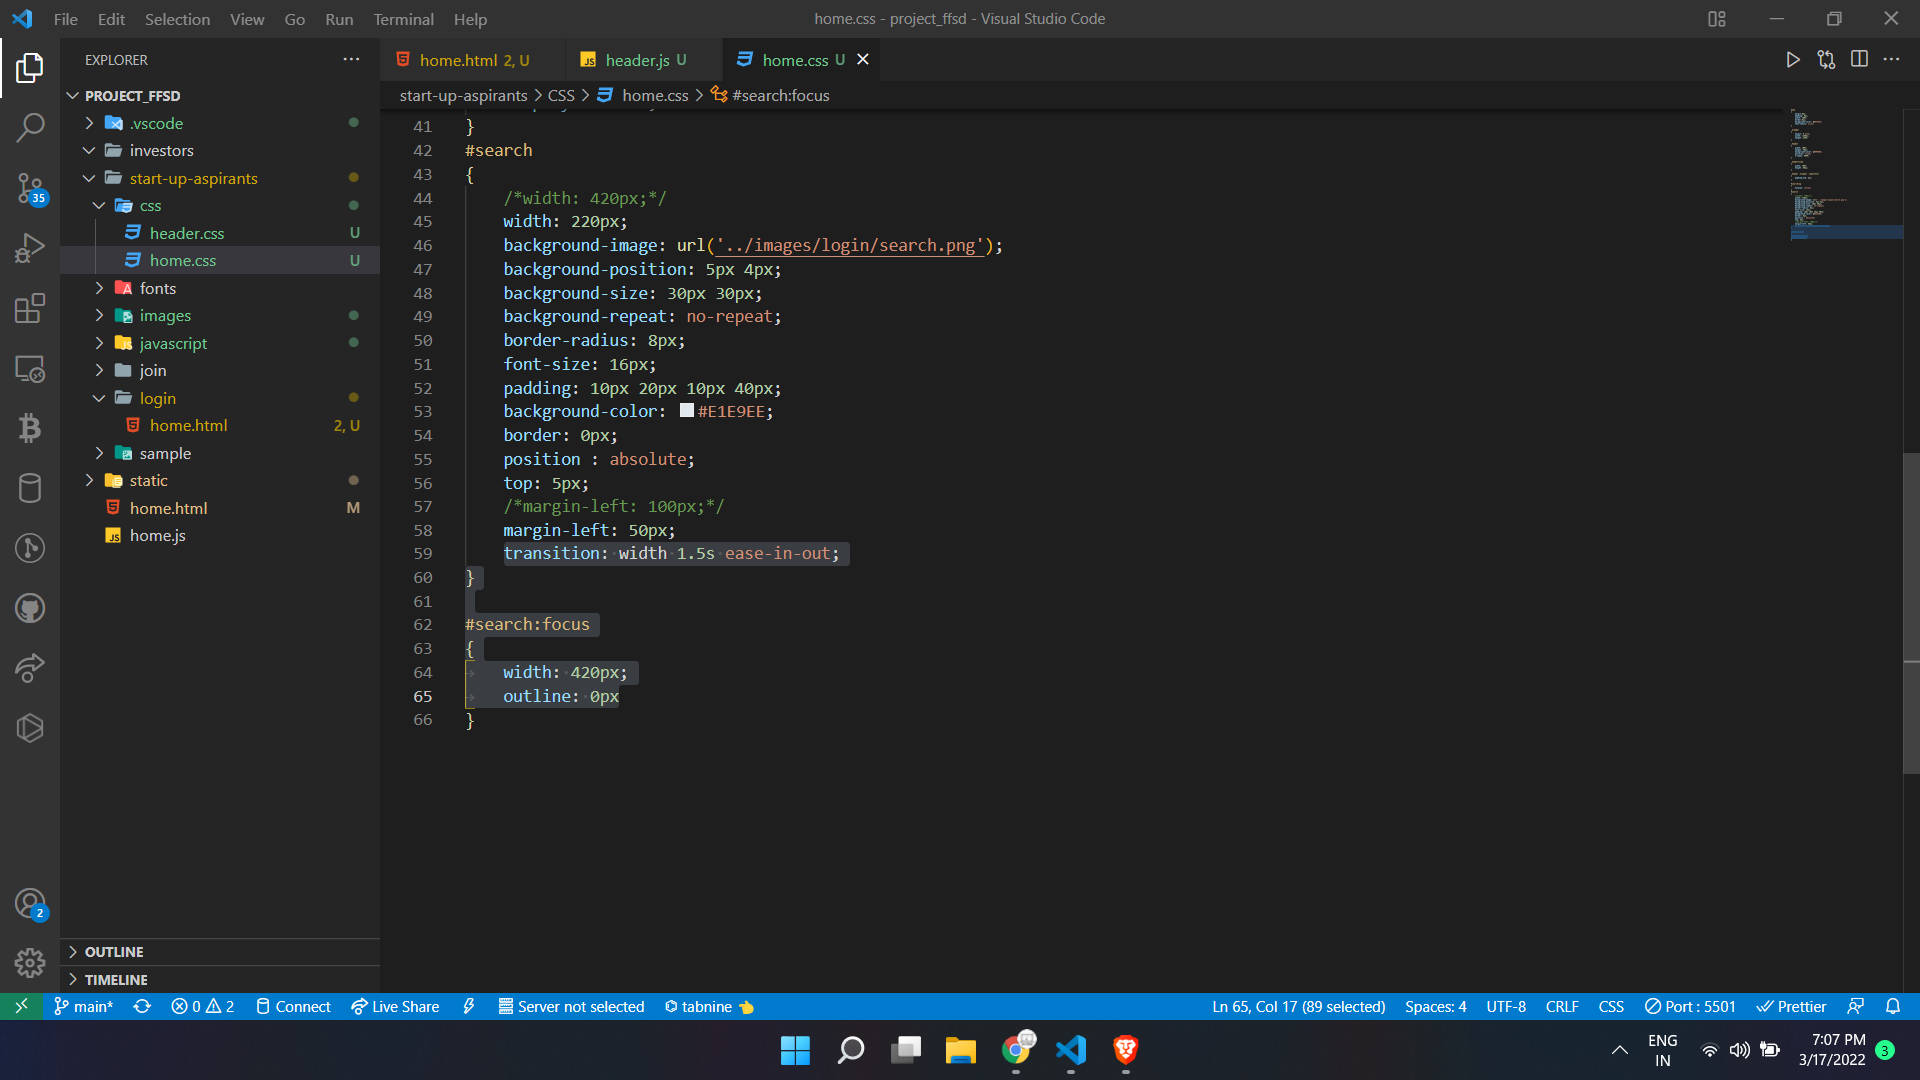 File Edit Selection View Go Run Terminal Help
home.css - project_ffsd - Visual Studio Code
EXPLORER
PROJECT_FFSD
.vscode
investors
start-up-aspirants
css
header.css U
home.css U
fonts
images
javascript
join
login
home.html 2, U
sample
static
home.html M
home.js
OUTLINE
TIMELINE
35
2
home.html 2, U
header.js U
home.css U
start-up-aspirants > CSS > home.css > #search:focus
41 }
42 #search
43 {
44 /*width: 420px;*/
45 width: 220px;
46 background-image: url('../images/login/search.png');
47 background-position: 5px 4px;
48 background-size: 30px 30px;
49 background-repeat: no-repeat;
50 border-radius: 8px;
51 font-size: 16px;
52 padding: 10px 20px 10px 40px;
53 background-color: #E1E9EE;
54 border: 0px;
55 position : absolute;
56 top: 5px;
57 /*margin-left: 100px;*/
58 margin-left: 50px;
59 transition: width 1.5s ease-in-out;
60 }
61
62 #search:focus
63 {
64 width: 420px;
65 outline: 0px
66 }
main* 0 2 Connect Live Share Server not selected tabnine
Ln 65, Col 17 (89 selected) Spaces: 4 UTF-8 CRLF CSS Port : 5501 Prettier
ENG
IN
7:07 PM
3/17/2022
3